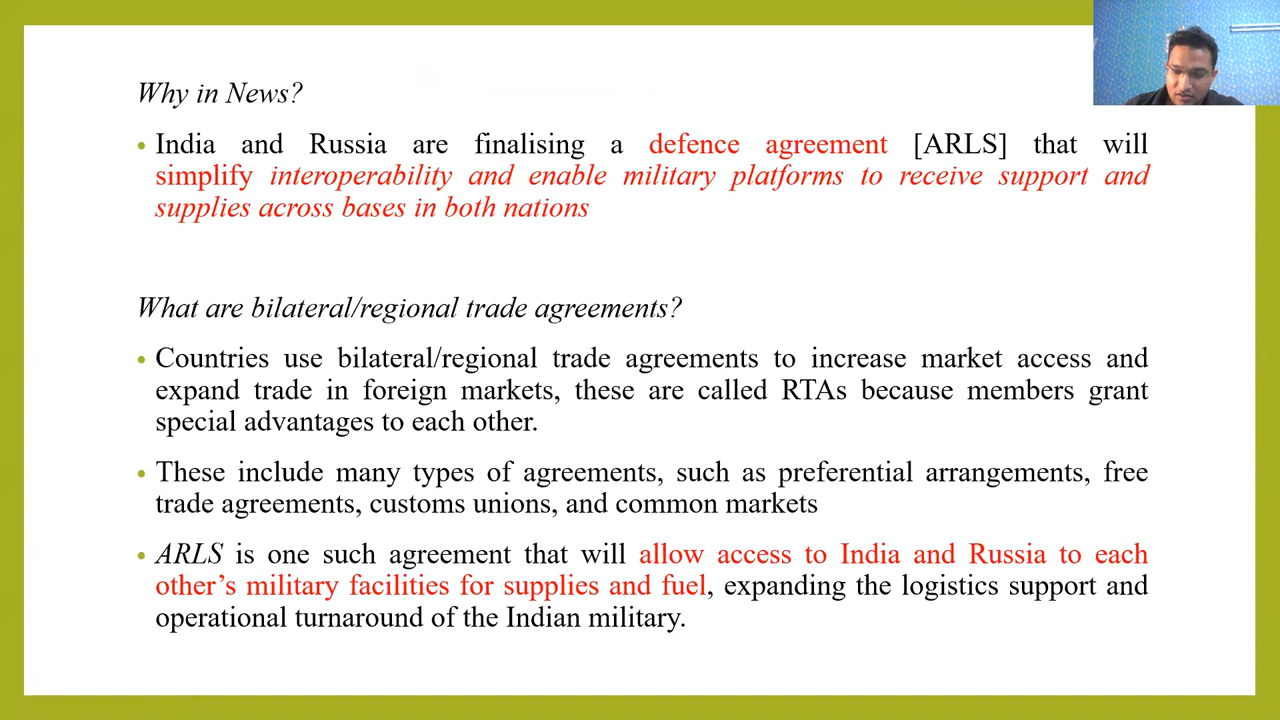 Why in News?
India and Russia are finalising a defence agreement [ARLS] that will
simplify interoperability and enable military platforms to receive support and
supplies across bases in both nations
What are bilateral/regional trade agreements?
Countries use bilateral/regional trade agreements to increase market access and
expand trade in foreign markets, these are called RTAs because members grant
special advantages to each other.
These include many types of agreements, such as preferential arrangements, free
trade agreements, customs unions, and common markets
ARLS is one such agreement that will allow access to India and Russia to each
other’s military facilities for supplies and fuel, expanding the logistics support and
operational turnaround of the Indian military.